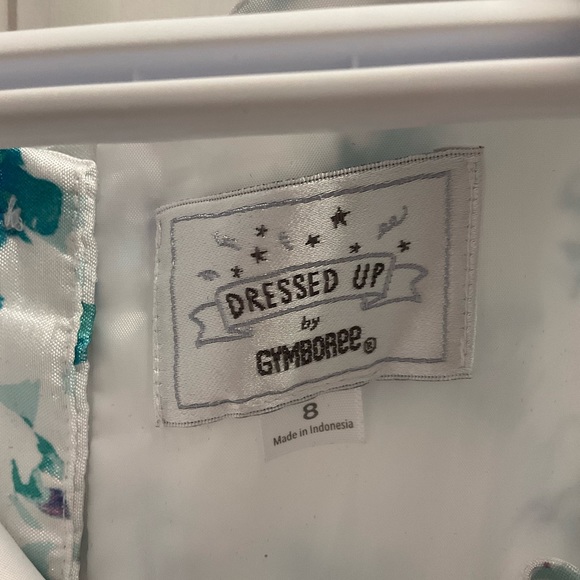 DRESSED UP
by
GYMBOREE®
8
Made in Indonesia